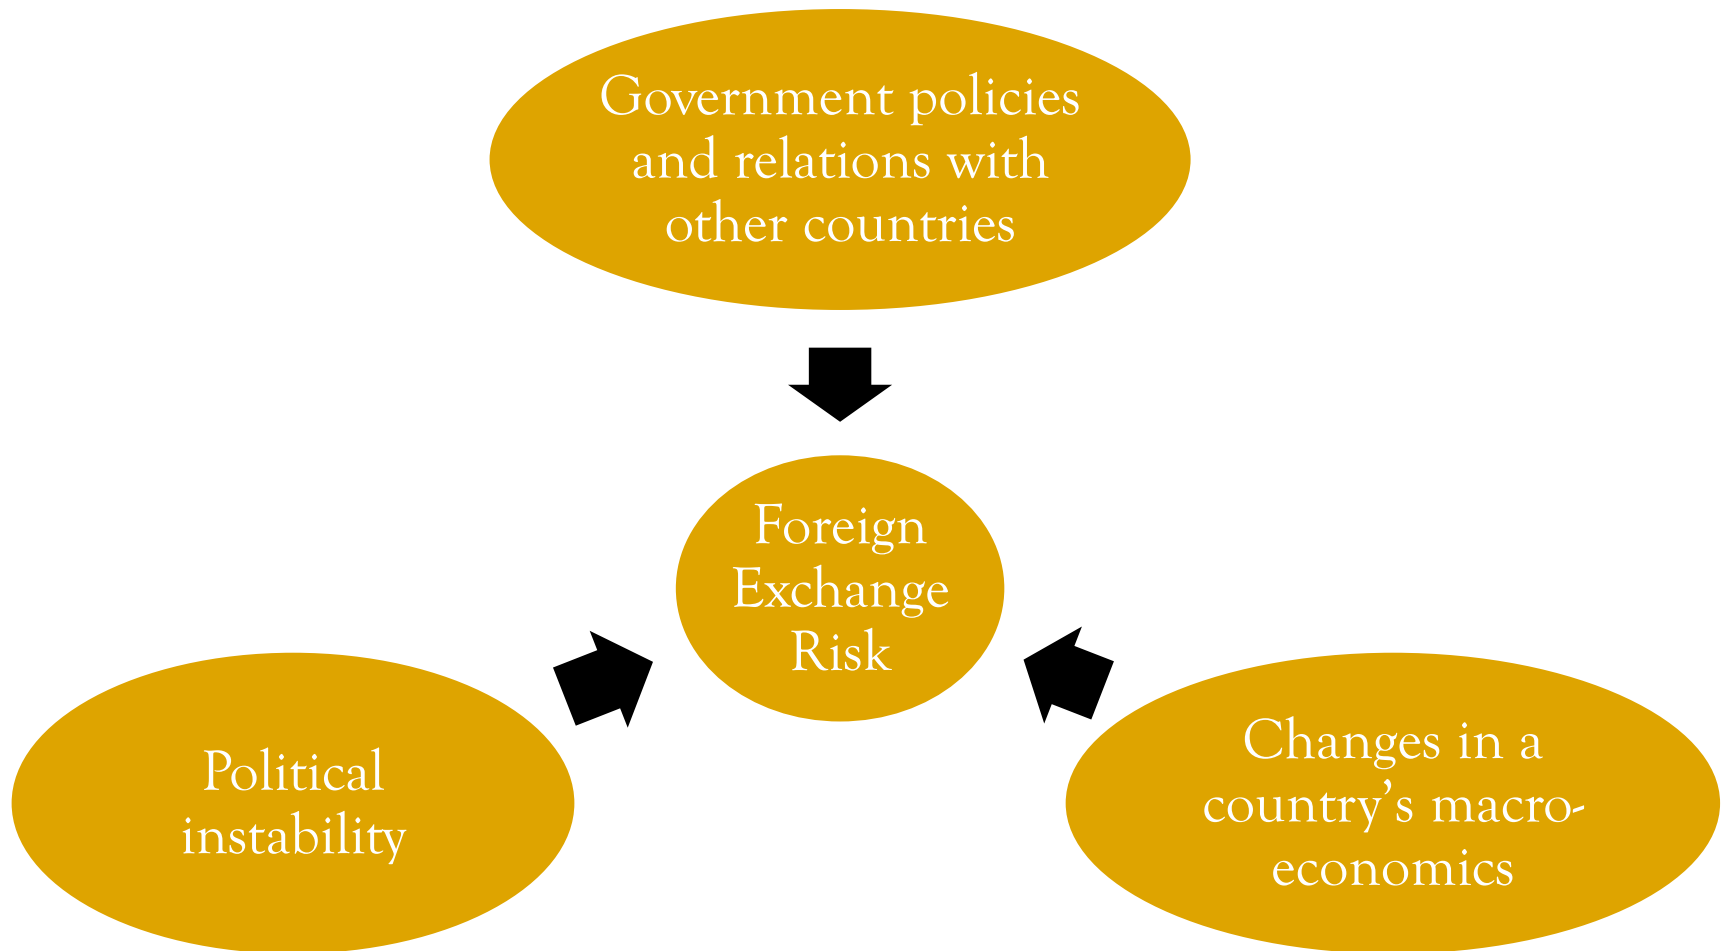 Government policies
and relations with
other countries
Foreign
Exchange
Risk
Political
instability
Changes in a
country’s macro-
economics